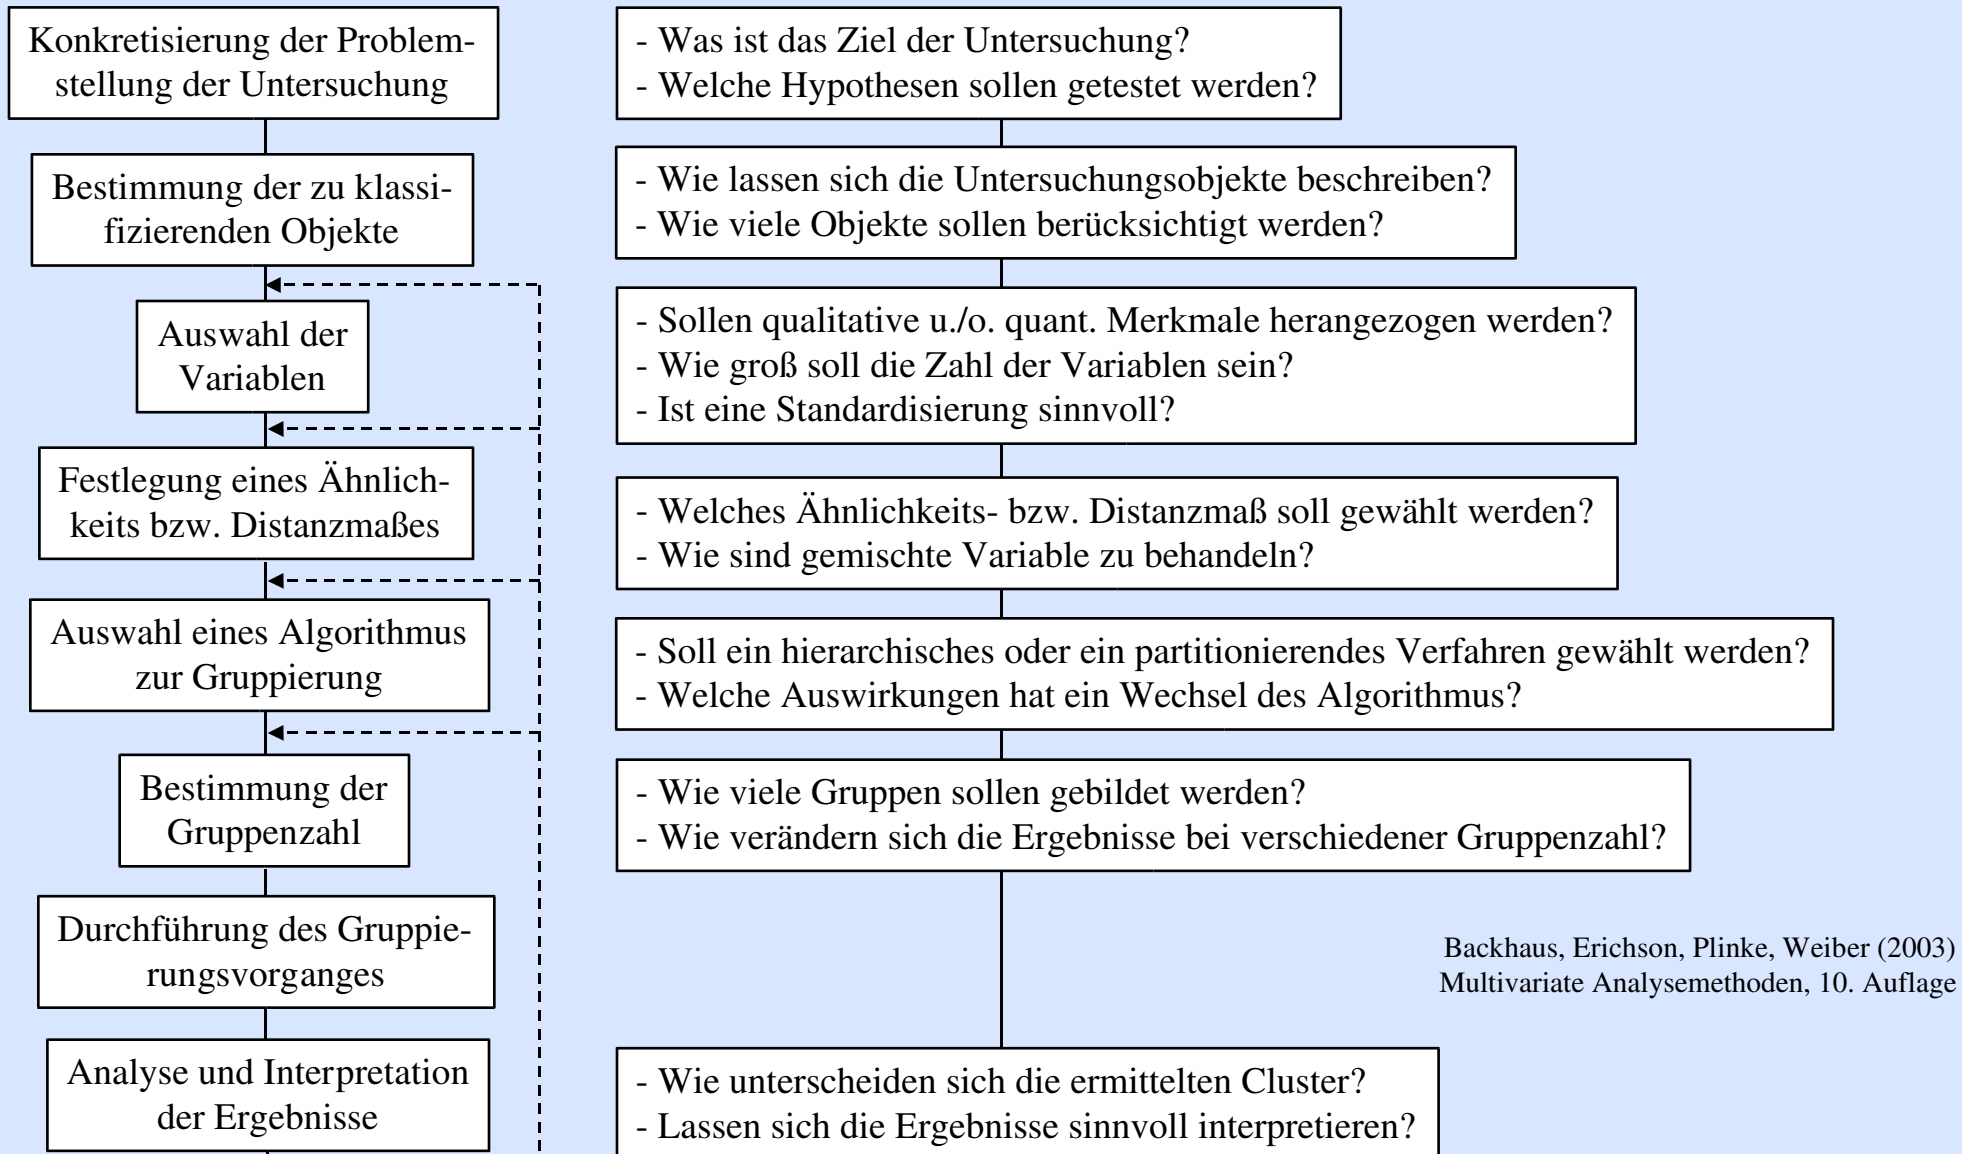 Konkretisierung der Problem-
stellung der Untersuchung
- Was ist das Ziel der Untersuchung?
- Welche Hypothesen sollen getestet werden?
Bestimmung der zu klassi-
fizierenden Objekte
- Wie lassen sich die Untersuchungsobjekte beschreiben?
- Wie viele Objekte sollen berücksichtigt werden?
Auswahl der
Variablen
- Sollen qualitative u./o. quant. Merkmale herangezogen werden?
- Wie groß soll die Zahl der Variablen sein?
- Ist eine Standardisierung sinnvoll?
Festlegung eines Ähnlich-
keits bzw. Distanzmaßes
- Welches Ähnlichkeits- bzw. Distanzmaß soll gewählt werden?
- Wie sind gemischte Variable zu behandeln?
Auswahl eines Algorithmus
zur Gruppierung
- Soll ein hierarchisches oder ein partitionierendes Verfahren gewählt werden?
- Welche Auswirkungen hat ein Wechsel des Algorithmus?
Bestimmung der
Gruppenzahl
- Wie viele Gruppen sollen gebildet werden?
- Wie verändern sich die Ergebnisse bei verschiedener Gruppenzahl?
Durchführung des Gruppie-
rungsvorganges
Backhaus, Erichson, Plinke, Weiber (2003)
Multivariate Analysemethoden, 10. Auflage
Analyse und Interpretation
der Ergebnisse
- Wie unterscheiden sich die ermittelten Cluster?
- Lassen sich die Ergebnisse sinnvoll interpretieren?